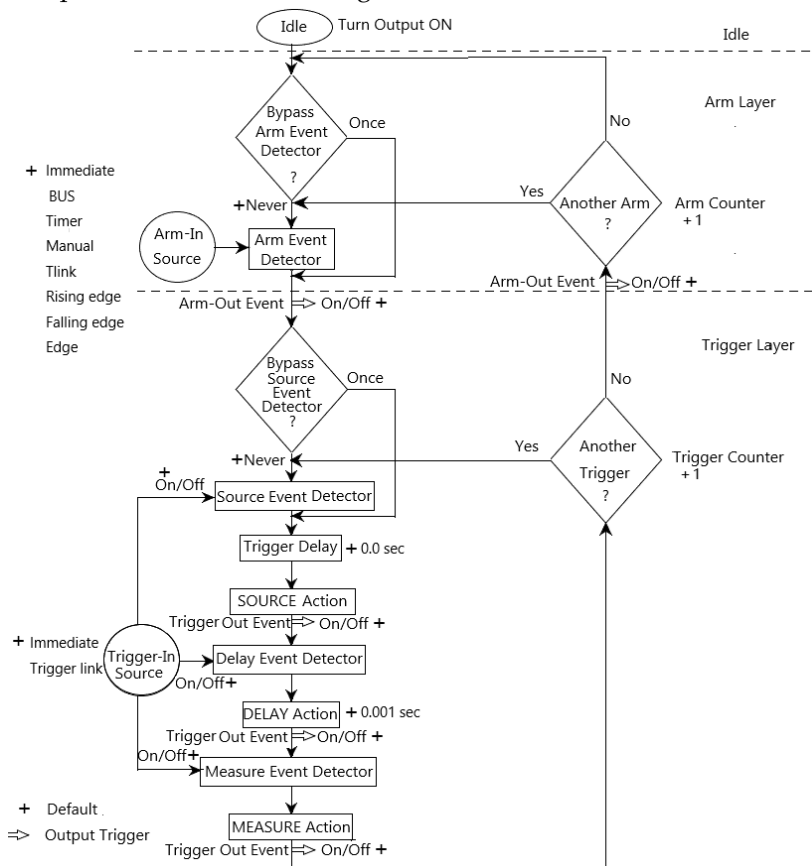 Idle
Turn Output ON
Idle
Bypass
Arm Event
Detector
?
Once
No
Arm Layer
+ Immediate
BUS
Timer
Manual
Tlink
Rising edge
Falling edge
Edge
+Never
Yes
Another Arm
?
Arm Counter
+1
Arm-In
Source
Arm Event
Detector
Arm-Out Event ⇨ On/Off +
Arm-Out Event ⇨ On/Off +
Trigger Layer
Bypass
Source
Event
Detector
?
Once
No
+Never
Yes
Another
Trigger
?
Trigger Counter
+1
+
On/Off
Source Event Detector
Trigger Delay + 0.0 sec
SOURCE Action
Trigger Out Event ⇨ On/Off +
+ Immediate
Trigger link
Trigger-In
Source
On/Off+
Delay Event Detector
DELAY Action + 0.001 sec
Trigger Out Event ⇨ On/Off +
On/Off+
Measure Event Detector
+ Default
⇨ Output Trigger
MEASURE Action
Trigger Out Event ⇨ On/Off +